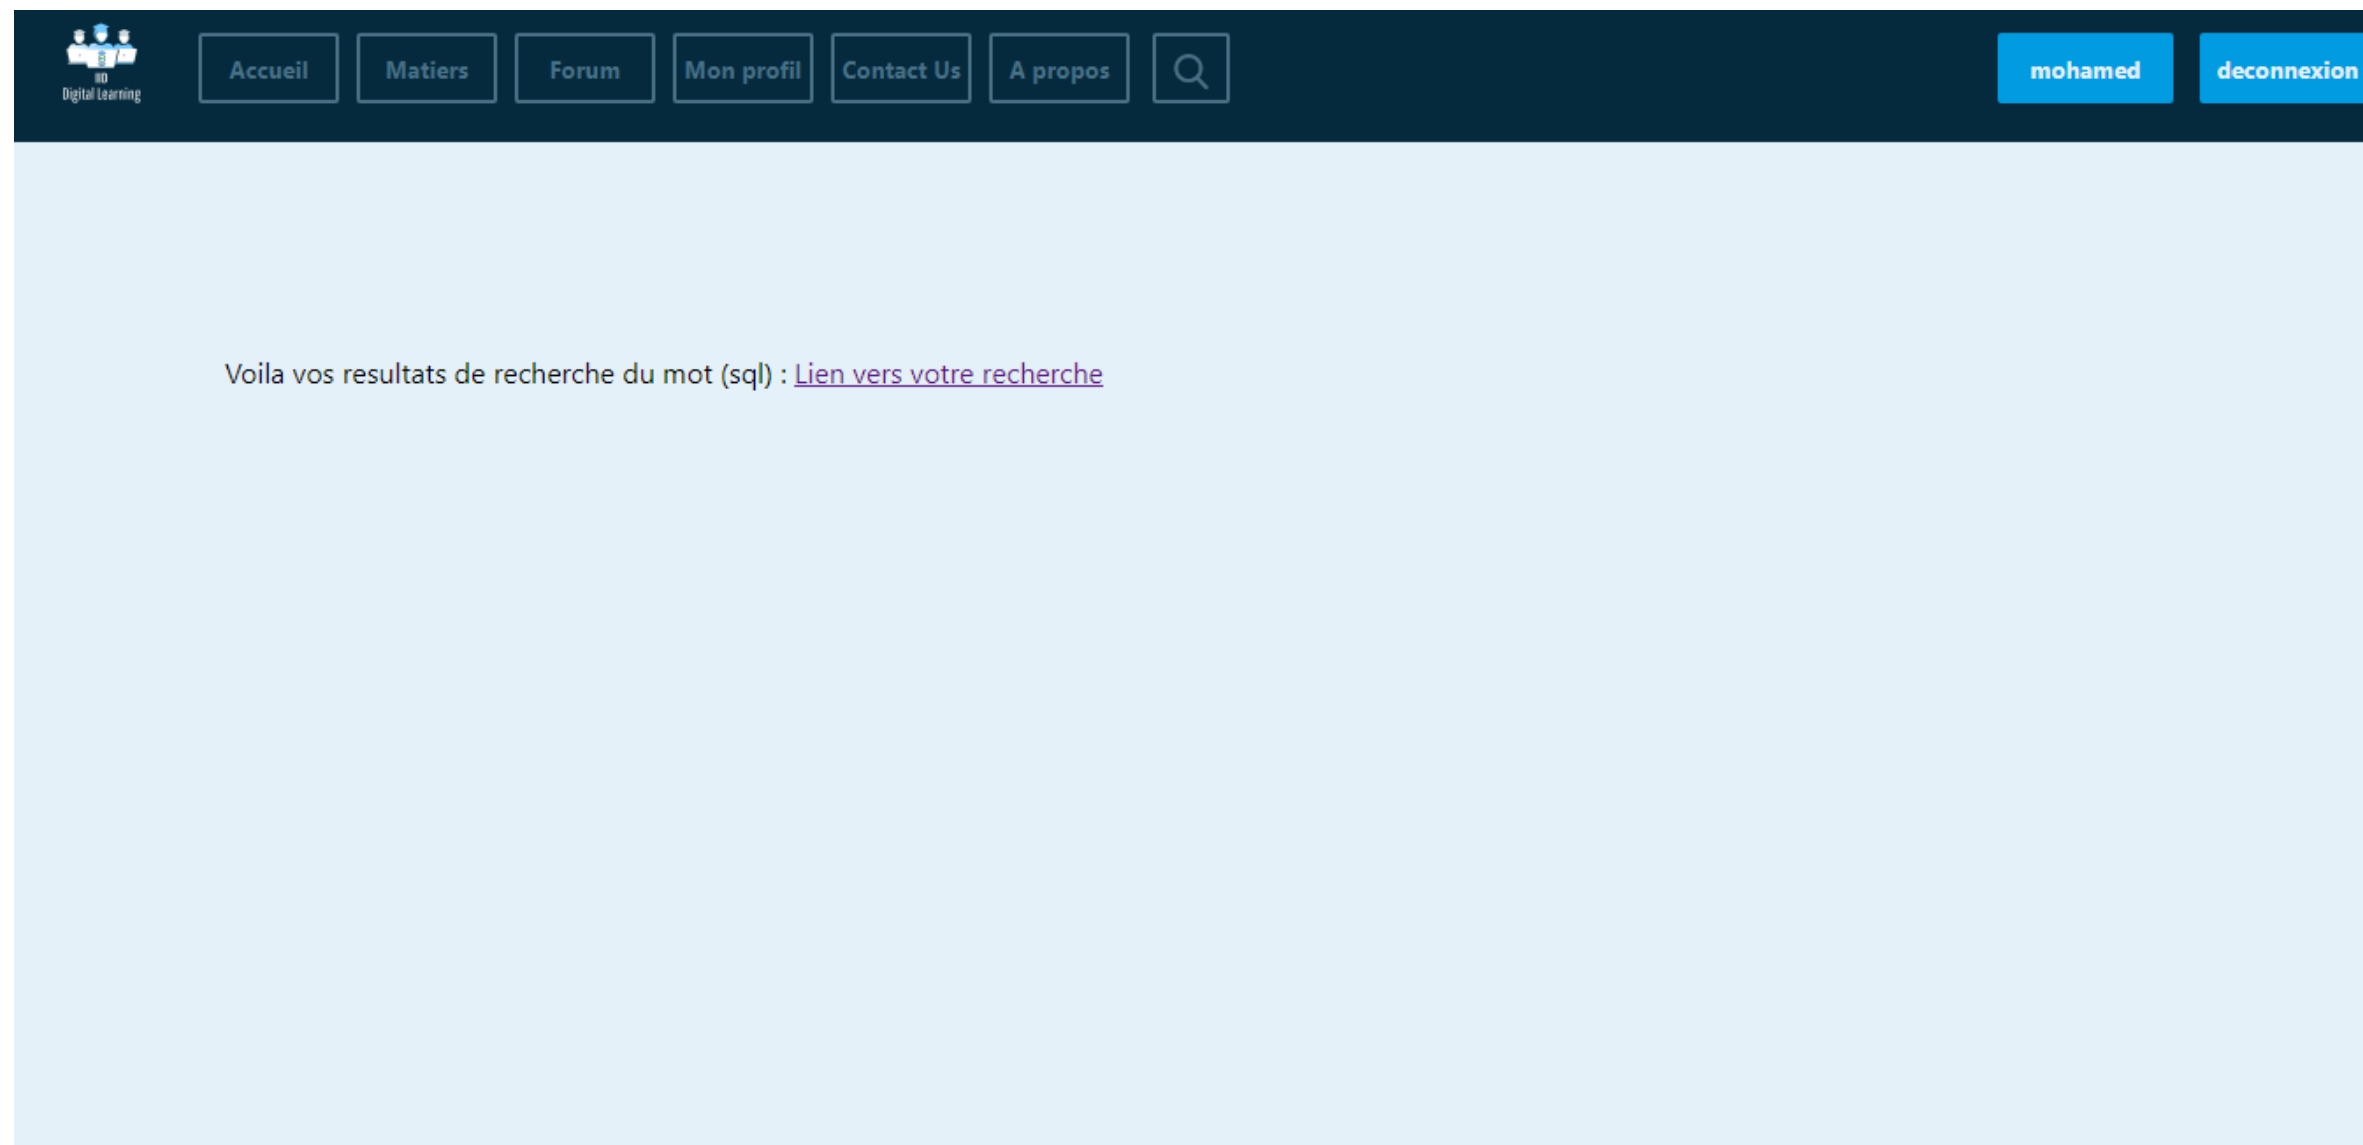 IID
Digital Learning
Accueil
Matiers
Forum
Mon profil
Contact Us
A propos
mohamed
deconnexion
Voila vos resultats de recherche du mot (sql) : Lien vers votre recherche